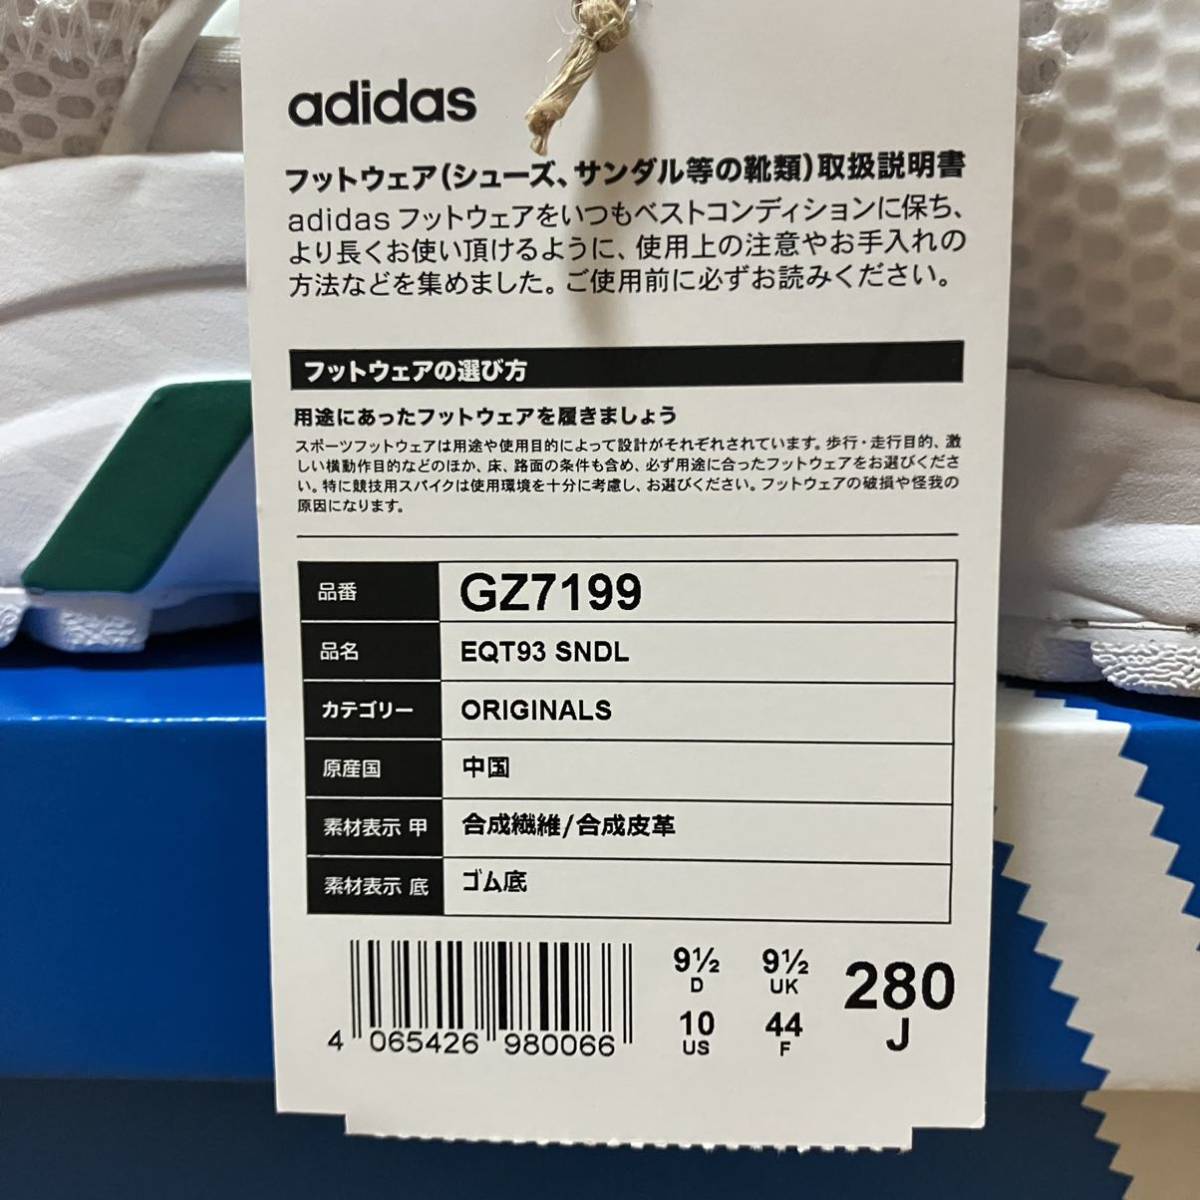 adidas
フットウェア(シューズ、サンダル等の靴類)取扱説明書
adidas フットウェアをいつもベストコンディションに保ち、
より長くお使い頂けるように、使用上の注意やお手入れの
方法などを集めました。ご使用前に必ずお読みください。
フットウェアの選び方
用途にあったフットウェアを履きましょう
スポーツフットウェアは用途や使用目的によって設計がそれぞれされています。歩行・走行目的、激
しい横動作目的などのほか、床、路面の条件も含め、必ず用途に合ったフットウェアをお選びくださ
い。特に競技用スパイクは使用環境を十分に考慮し、お選びください。フットウェアの破損や怪我の
原因になります。
品番 GZ7199
品名 EQT93 SNDL
カテゴリー ORIGINALS
原産国 中国
素材表示 甲 合成繊維/合成皮革
素材表示 底 ゴム底
9½ D 9½ UK 280 J
10 US 44 F
4 065426 980066